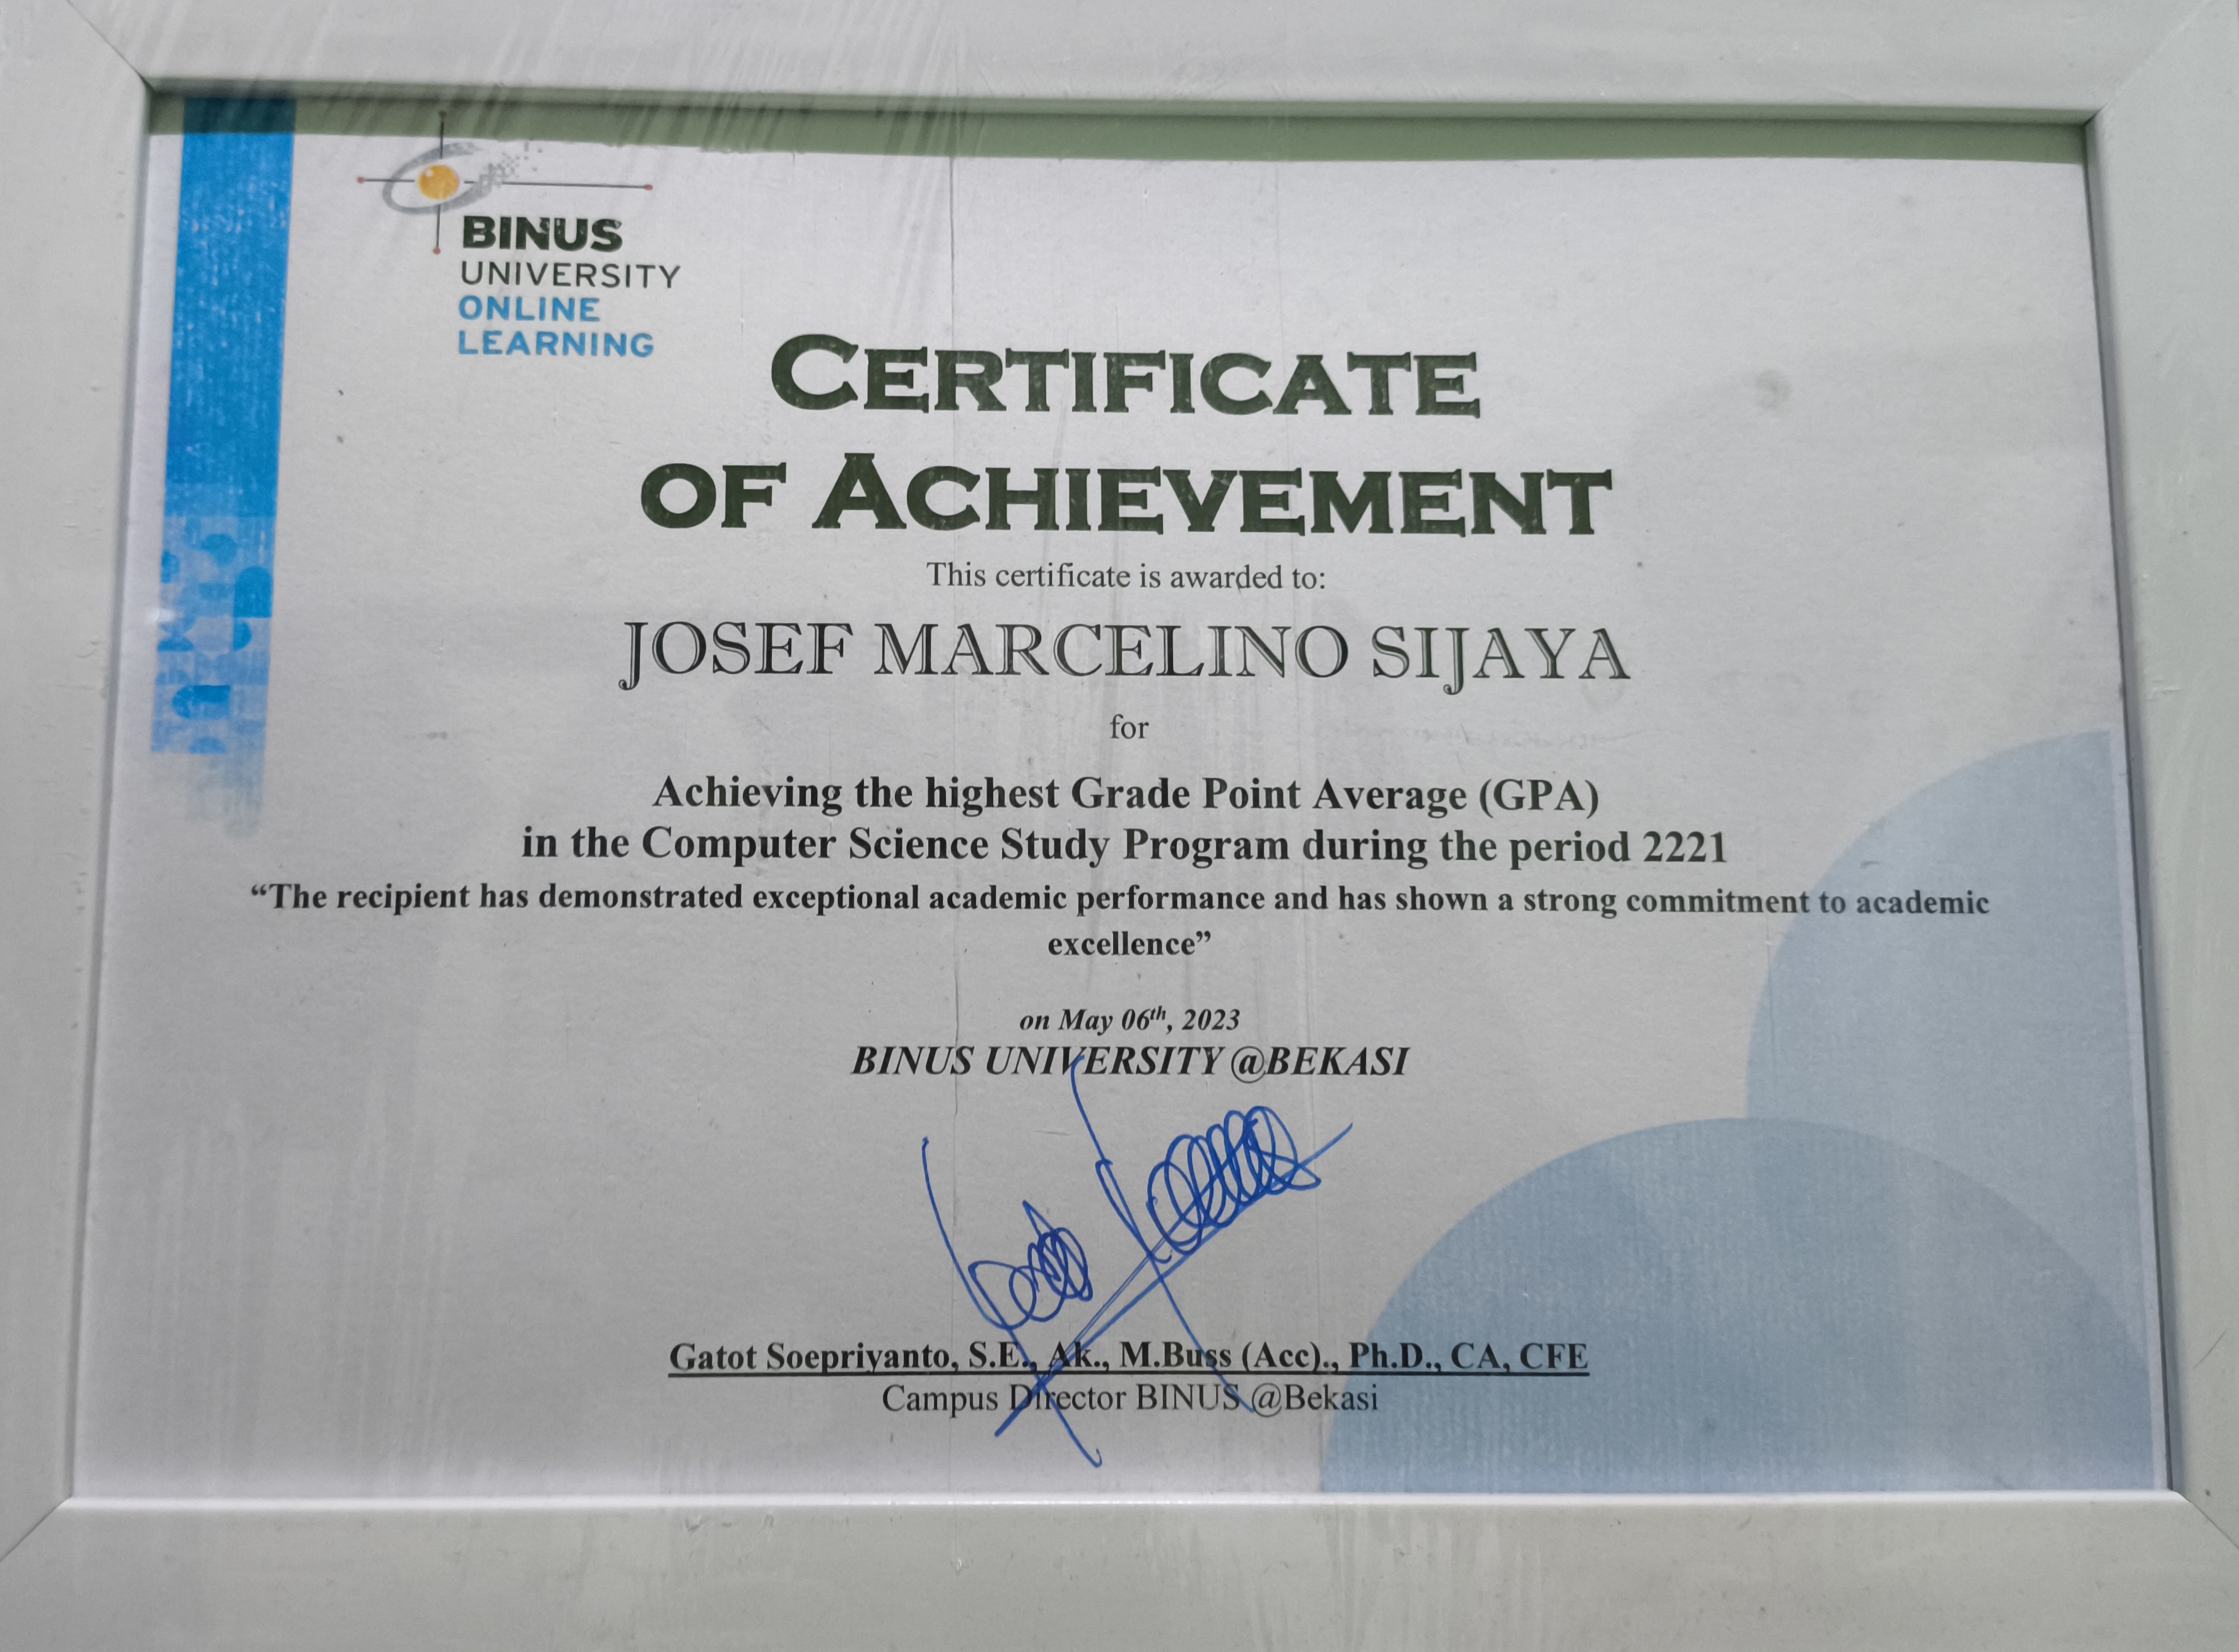 BINUS
UNIVERSITY
ONLINE
LEARNING
CERTIFICATE
OF ACHIEVEMENT
This certificate is awarded to:
JOSEF MARCELINO SIJAYA
for
Achieving the highest Grade Point Average (GPA)
in the Computer Science Study Program during the period 2221
“The recipient has demonstrated exceptional academic performance and has shown a strong commitment to academic
excellence”
on May 06th, 2023
BINUS UNIVERSITY @BEKASI
Gatot Soepriyanto, S.E., Ak., M.Buss (Acc)., Ph.D., CA, CFE
Campus Director BINUS @Bekasi